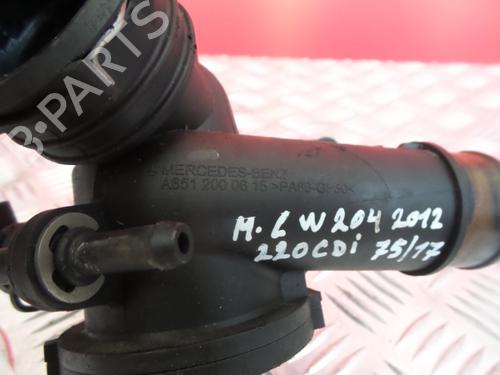 B-PARTS
MERCEDES-BENZ
A651 200 06 15 >PA66-GF30<
M. C W204 2012
220CDi 75/17